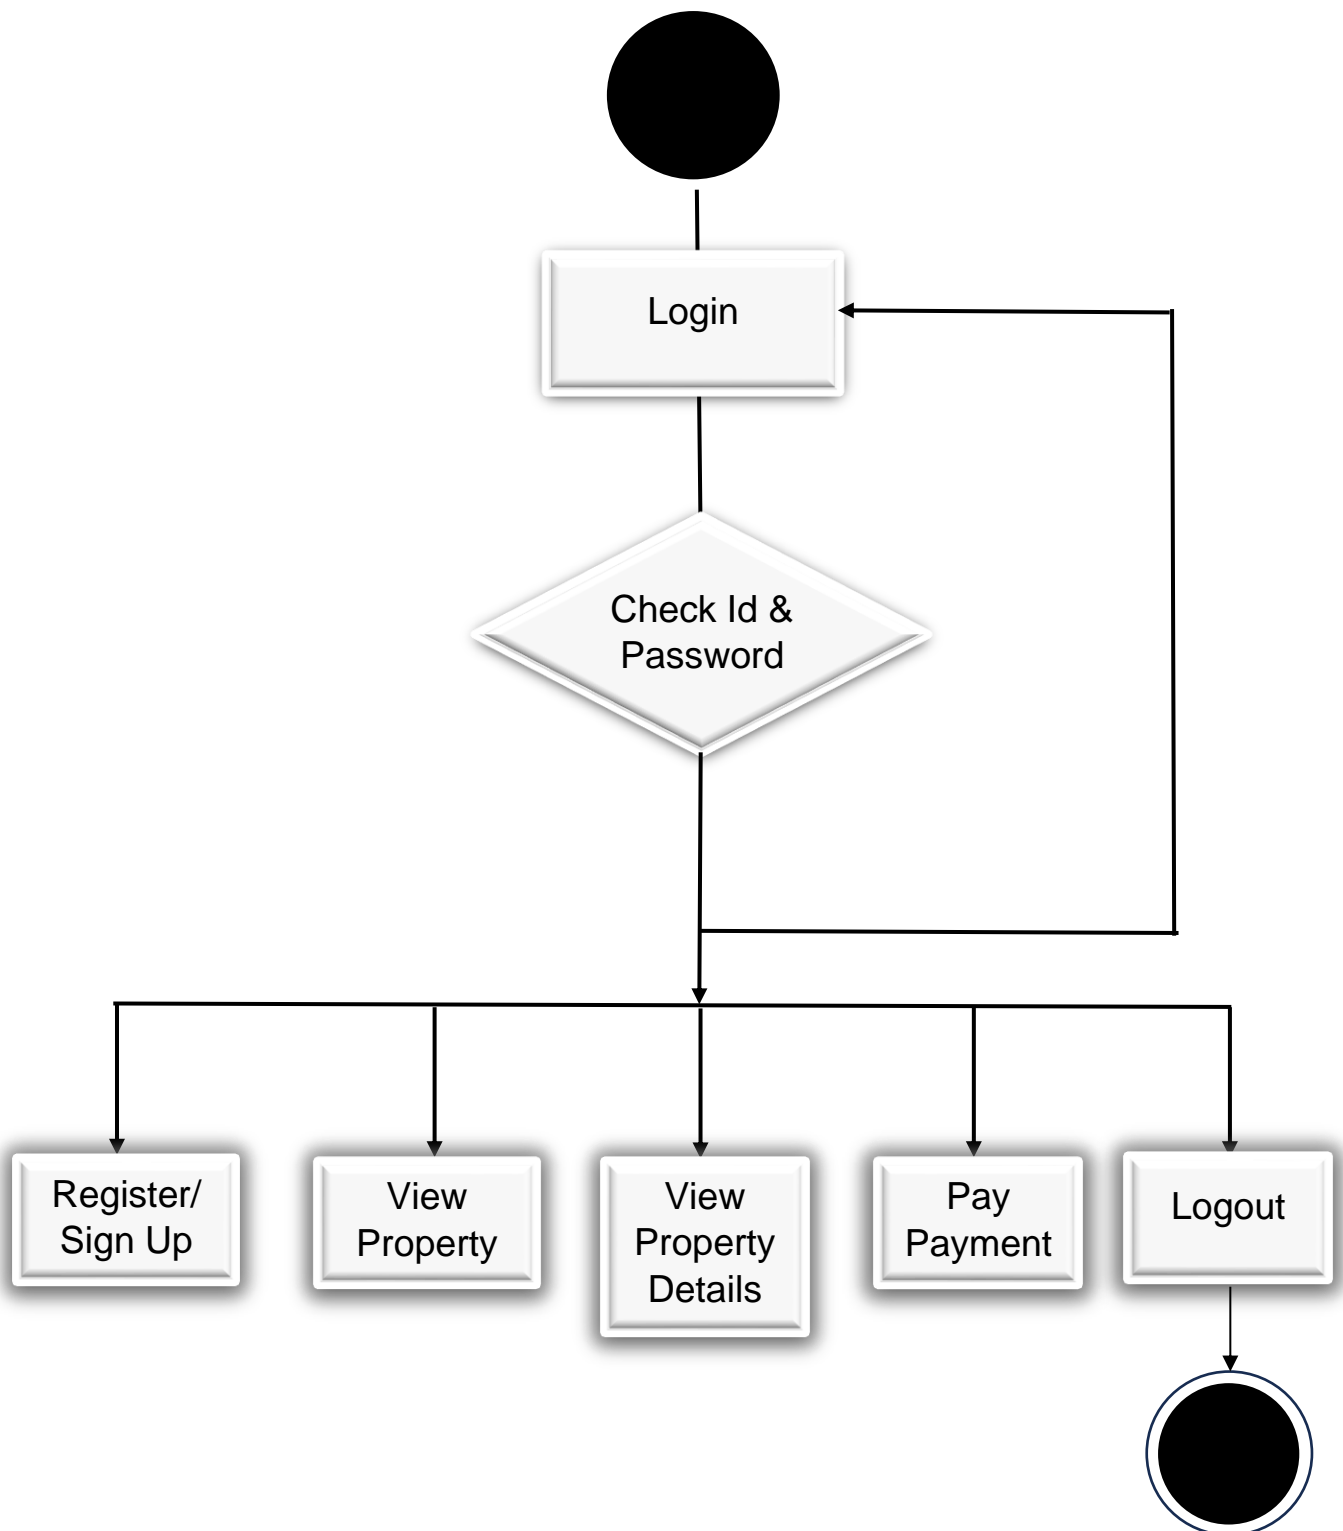 Login
Check Id &
Password
Register/
Sign Up
View
Property
View
Property
Details
Pay
Payment
Logout